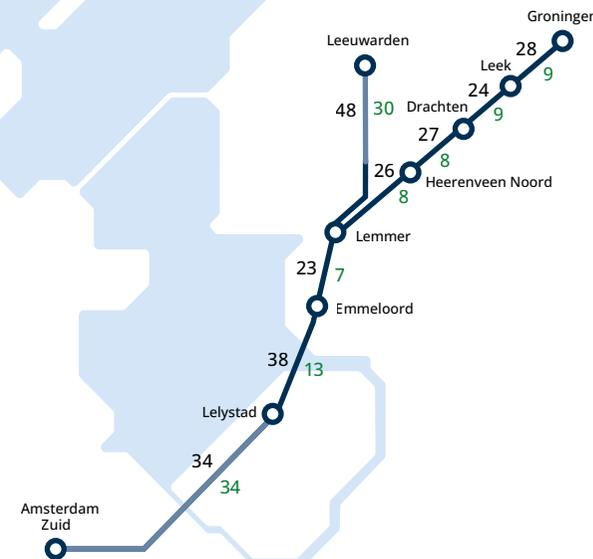 Groningen
28
9
Leeuwarden
Leek
24
9
48
30
Drachten
27
8
26
Heerenveen Noord
8
Lemmer
23
7
Emmeloord
38
13
Lelystad
34
34
Amsterdam
Zuid